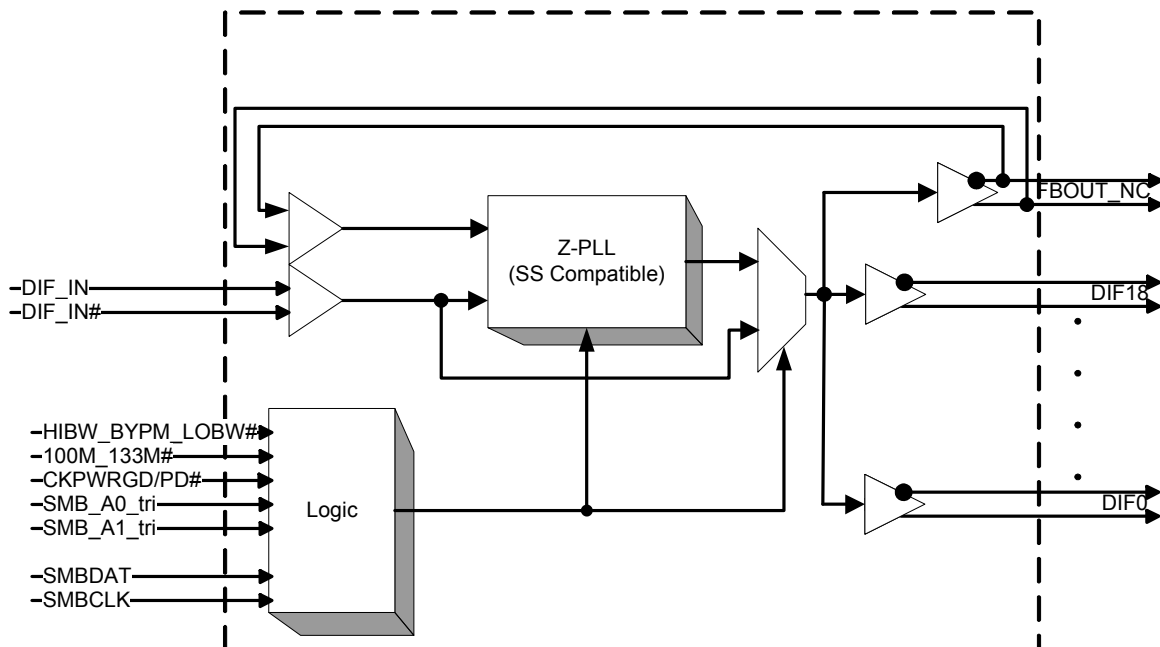 FBOUT_NC
Z-PLL
(SS Compatible)
DIF_IN
DIF_IN#
DIF18
HIBW_BYPM_LOBW#
100M_133M#
CKPWRGD/PD#
SMB_A0_tri
SMB_A1_tri
Logic
DIF0
SMBDAT
SMBCLK